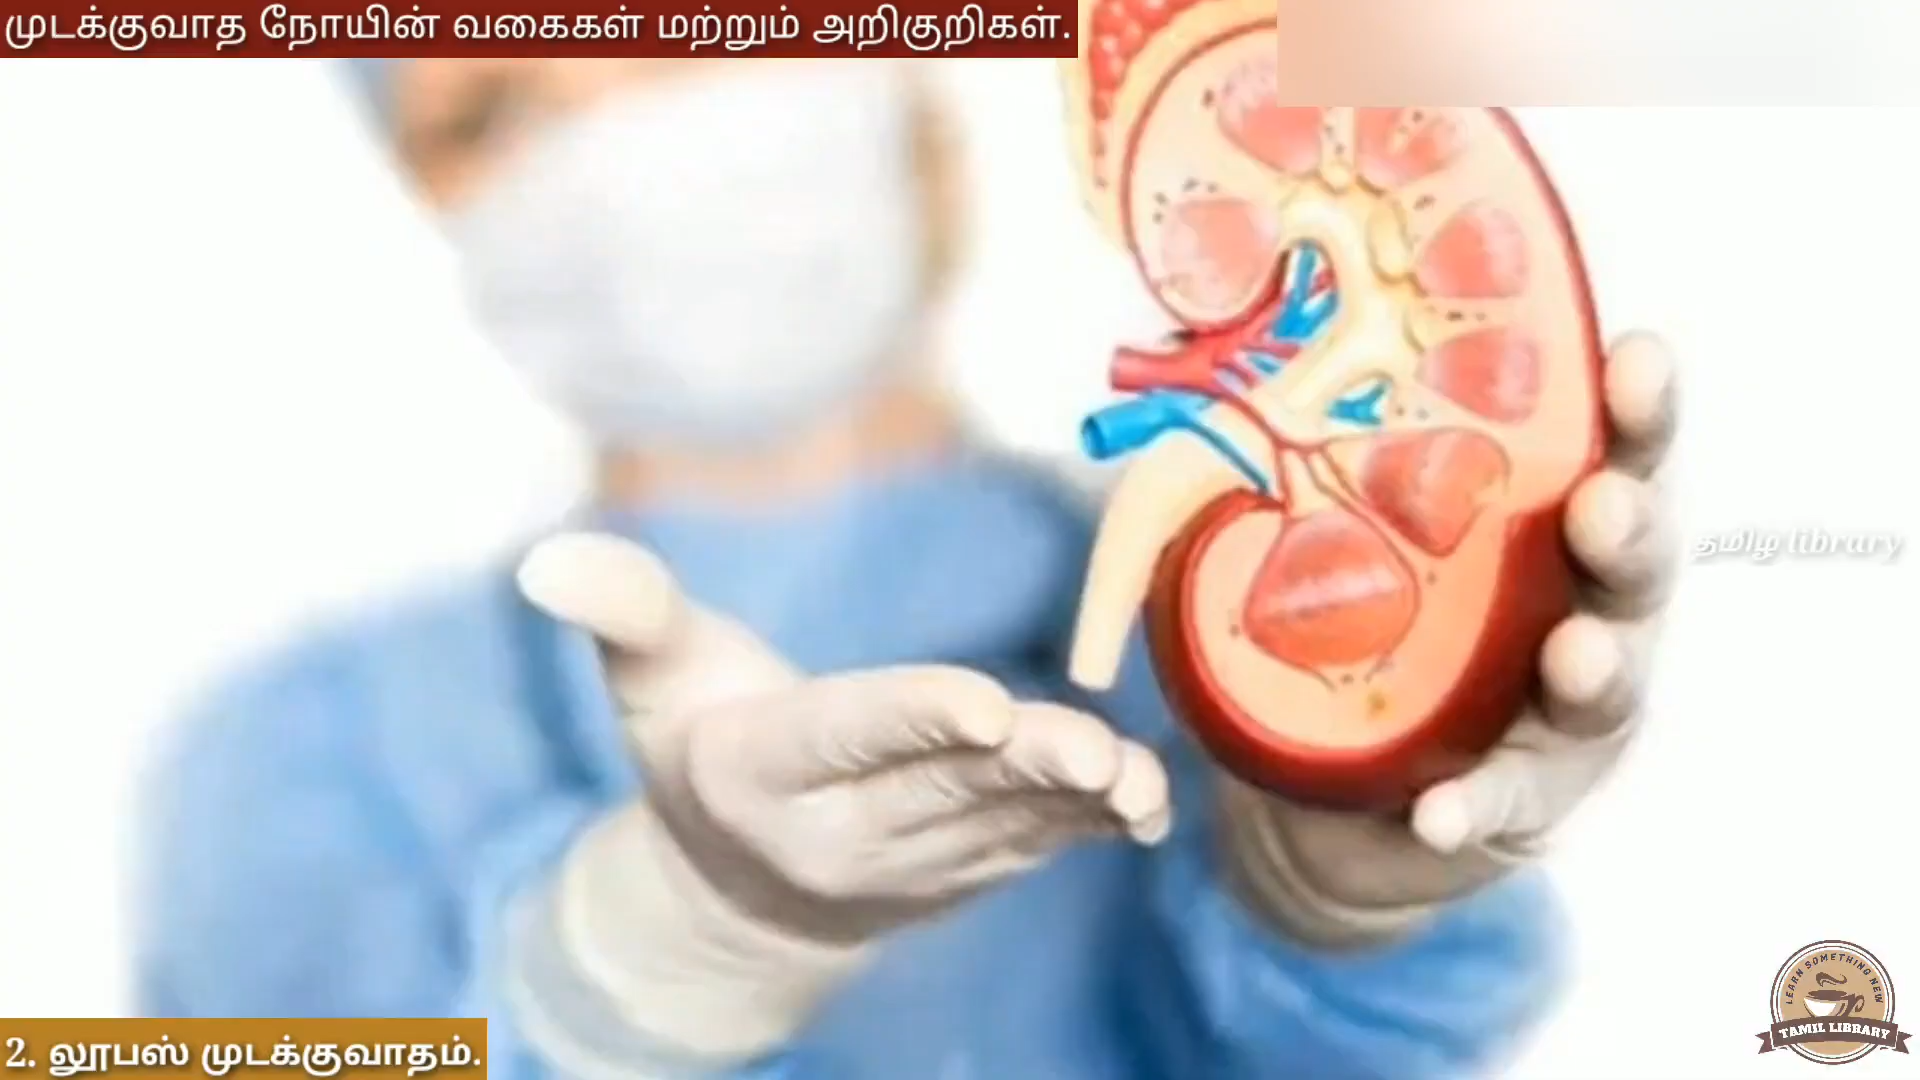 முடக்குவாத நோயின் வகைகள் மற்றும் அறிகுறிகள்.
தமிழ library
LEARN SOMETHING NEW
TAMIL LIBRARY
2. லூபஸ் முடக்குவாதம்.